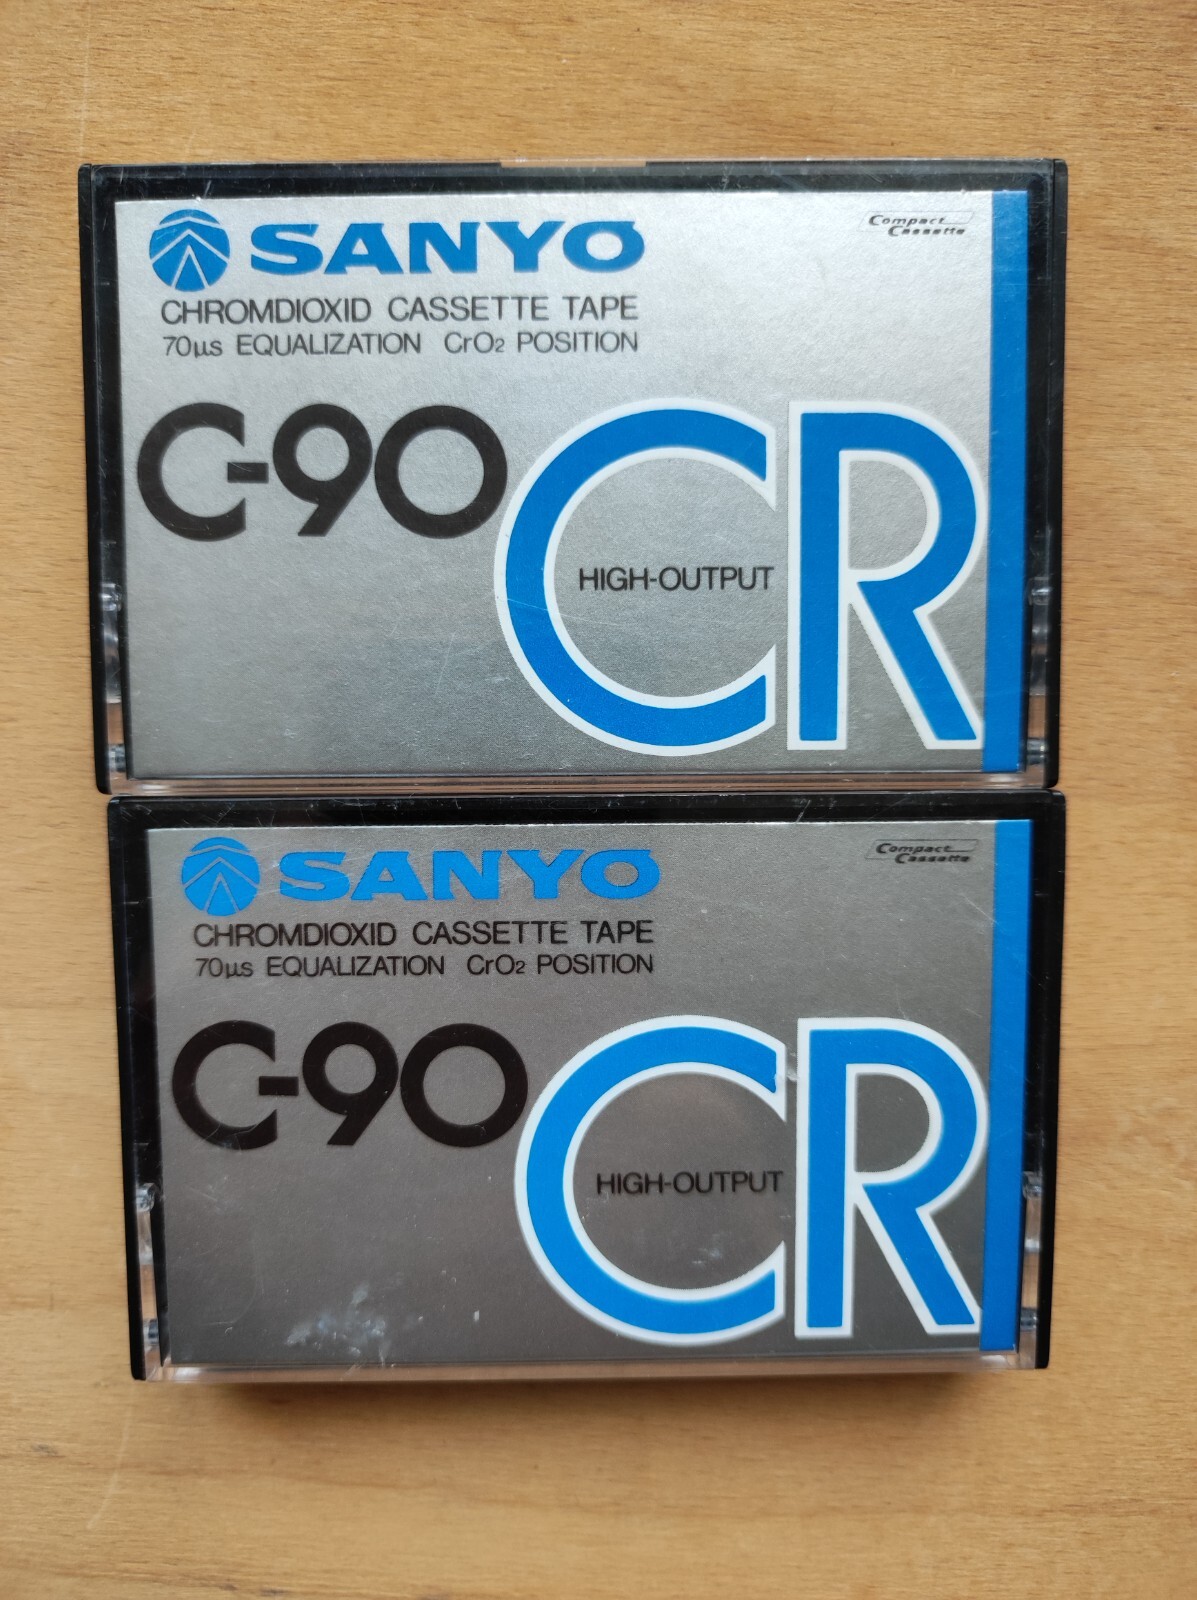 SANYO
Compact Cassette
CHROMDIOXID CASSETTE TAPE
70µs EQUALIZATION CrO2 POSITION
C-90
CR
HIGH-OUTPUT
SANYO
Compact Cassette
CHROMDIOXID CASSETTE TAPE
70µs EQUALIZATION CrO2 POSITION
C-90
CR
HIGH-OUTPUT